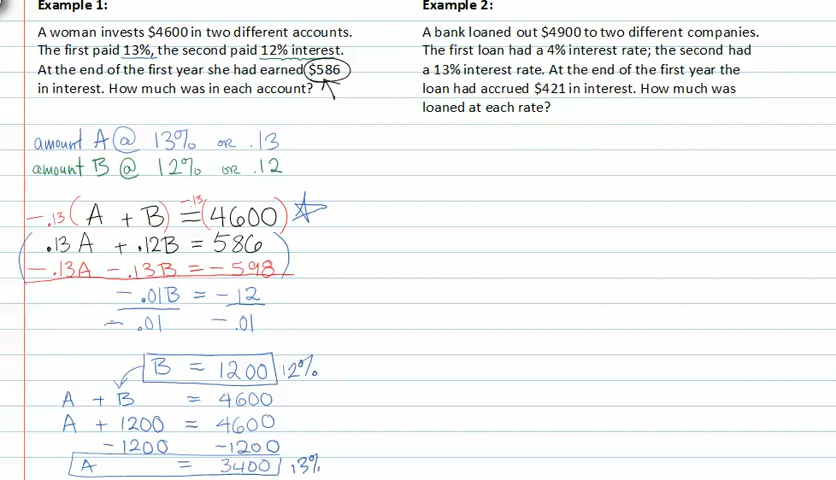 Example 1:
A woman invests $4600 in two different accounts.
The first paid 13%, the second paid 12% interest.
At the end of the first year she had earned $586
in interest. How much was in each account?
amount A @ 13% or .13
amount B @ 12% or .12
-.13(A + B) = -.13(4600)
.13A + .12B = 586
-.13A - .13B = -598
-.01B = -12
-.01 -.01
B = 1200 12%
A + B = 4600
A + 1200 = 4600
-1200 -1200
A = 3400 13%
Example 2:
A bank loaned out $4900 to two different companies.
The first loan had a 4% interest rate; the second had
a 13% interest rate. At the end of the first year the
loan had accrued $421 in interest. How much was
loaned at each rate?